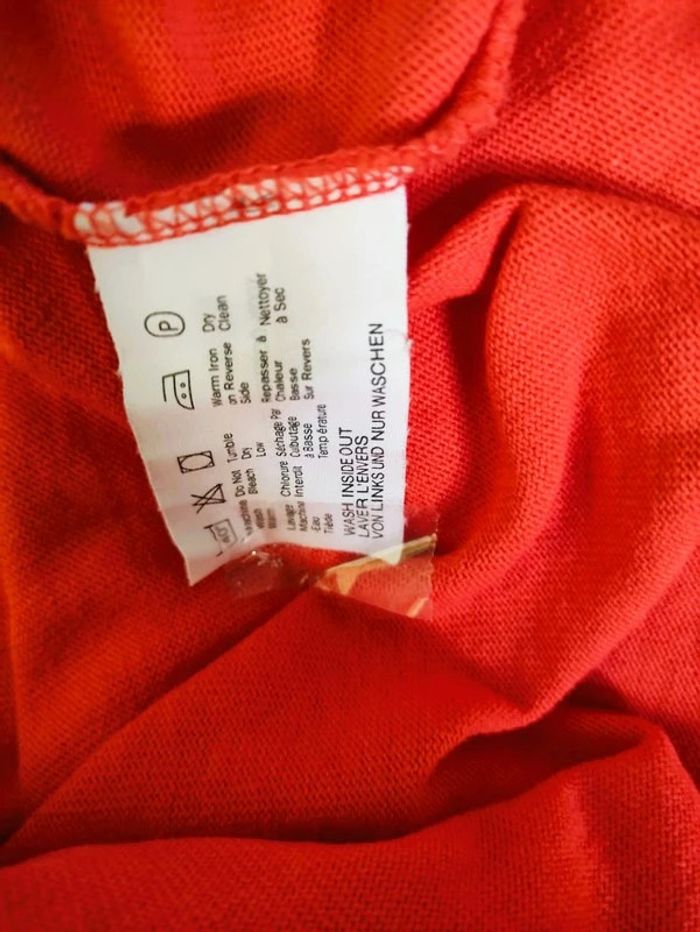 40°
P
Machine
Wash
Warm
Do Not
Bleach
Tumble
Dry
Low
Warm Iron
on Reverse
Side
Dry
Clean
Lavage
Machine
-Eau
Tiède
Chlorure
Interdit
Séchage Par
Culbutage
à Basse
Température
Repasser à
Chaleur
Basse
Sur Revers
Nettoyer
à Sec
WASH INSIDE OUT
LAVER L'ENVERS
VON LINKS UND NUR WASCHEN